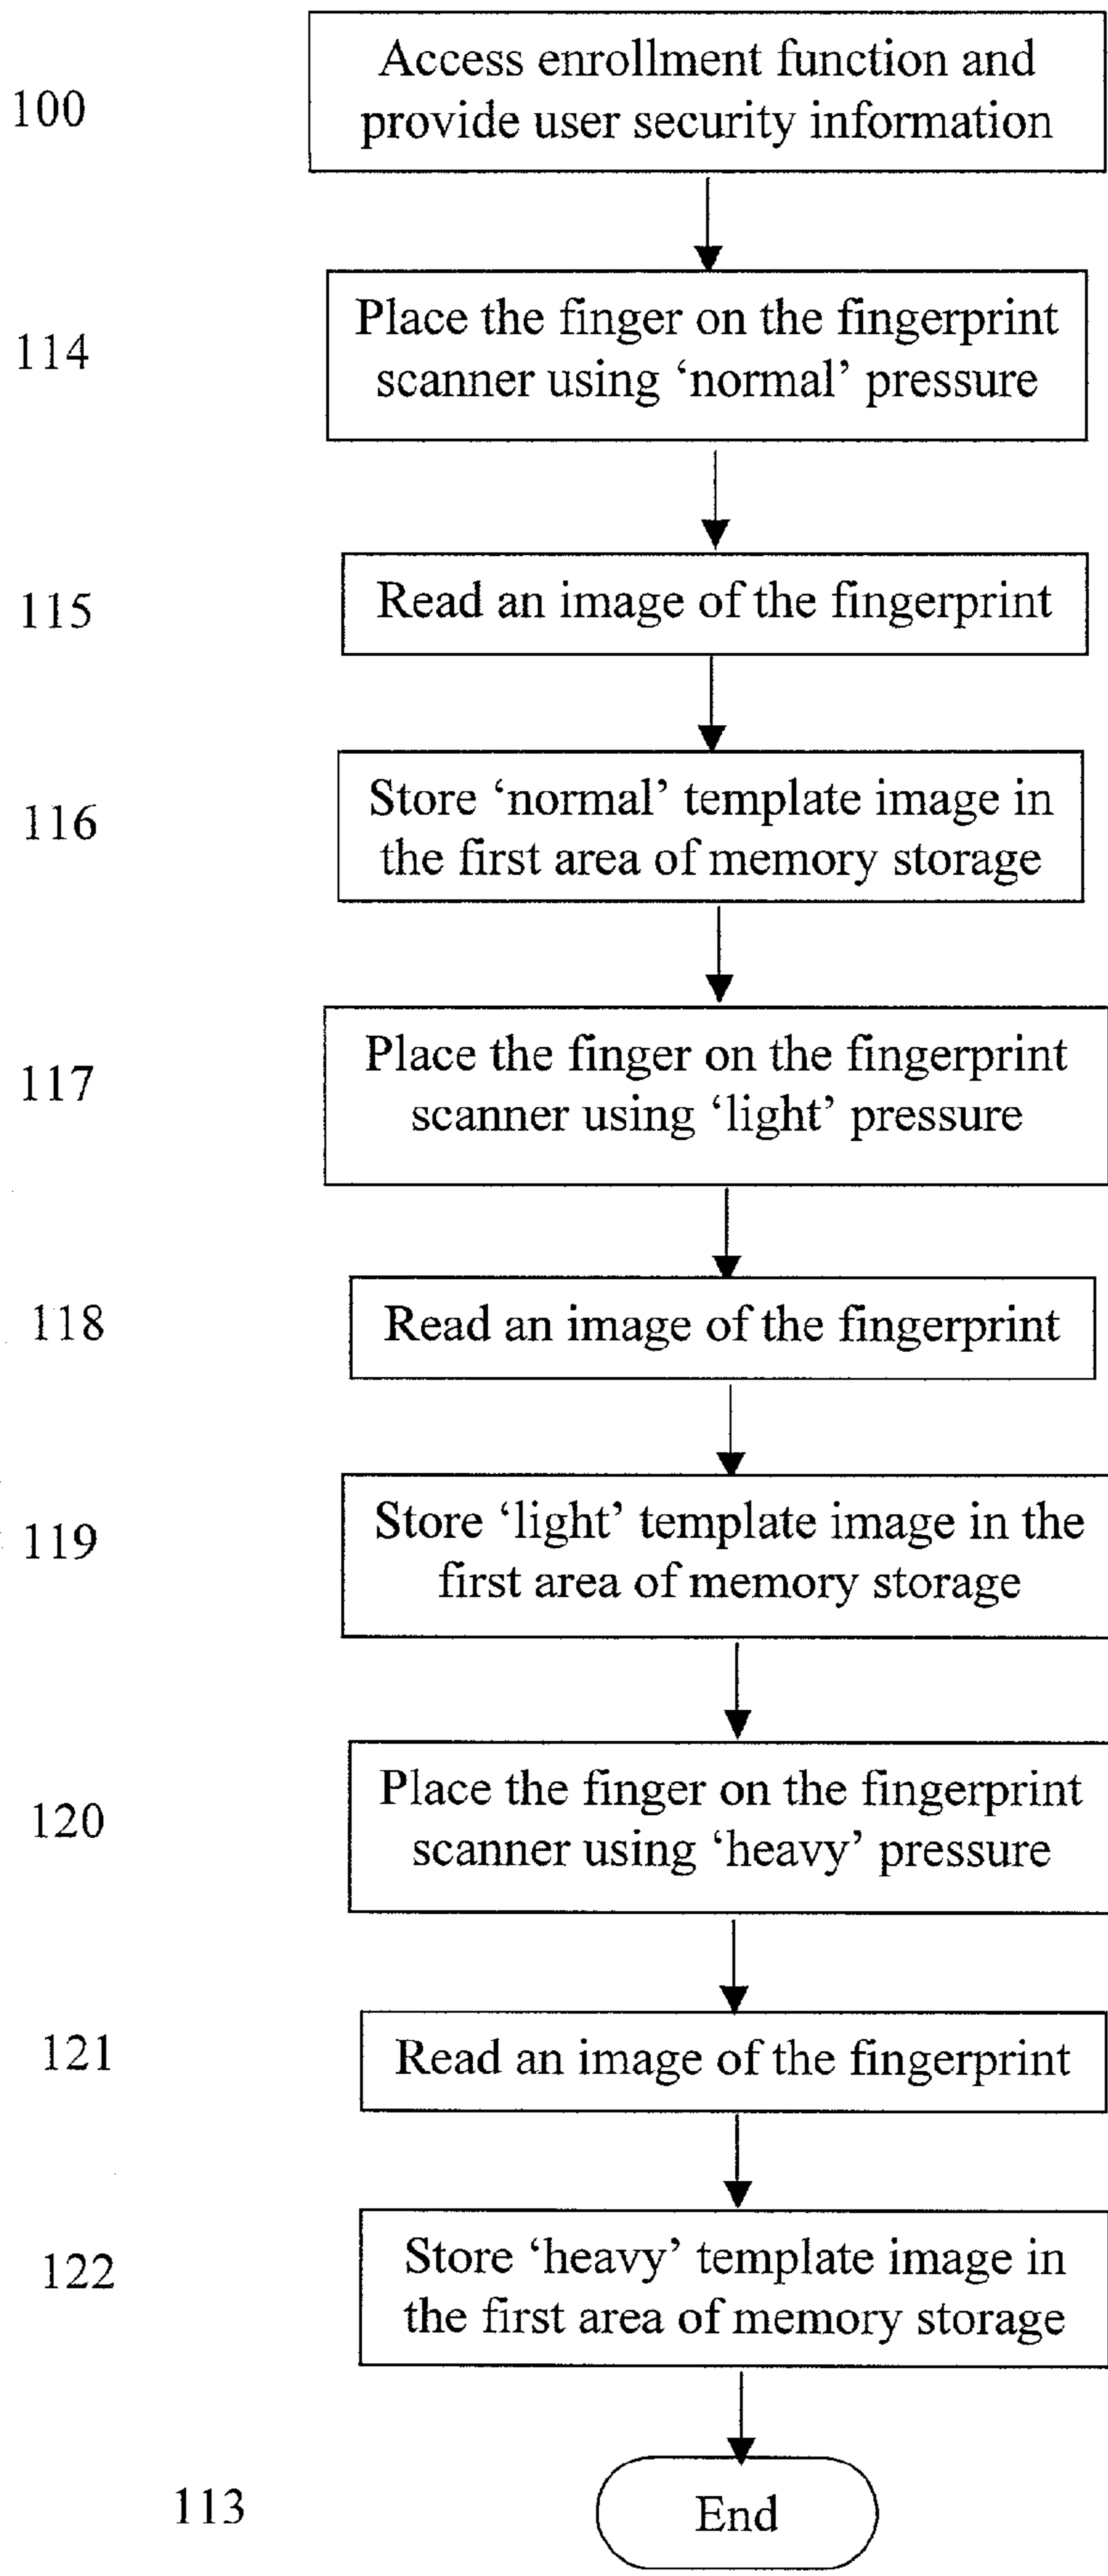 100
Access enrollment function and
provide user security information
114
Place the finger on the fingerprint
scanner using ‘normal’ pressure
115
Read an image of the fingerprint
116
Store ‘normal’ template image in
the first area of memory storage
117
Place the finger on the fingerprint
scanner using ‘light’ pressure
118
Read an image of the fingerprint
119
Store ‘light’ template image in the
first area of memory storage
120
Place the finger on the fingerprint
scanner using ‘heavy’ pressure
121
Read an image of the fingerprint
122
Store ‘heavy’ template image in
the first area of memory storage
113
End